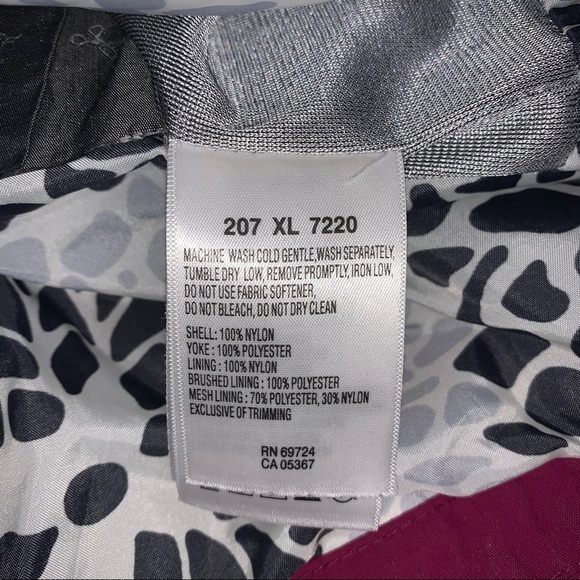 207 XL 7220
MACHINE WASH COLD GENTLE, WASH SEPARATELY,
TUMBLE DRY LOW, REMOVE PROMPTLY, IRON LOW,
DO NOT USE FABRIC SOFTENER,
DO NOT BLEACH, DO NOT DRY CLEAN
SHELL: 100% NYLON
YOKE : 100% POLYESTER
LINING : 100% NYLON
BRUSHED LINING : 100% POLYESTER
MESH LINING : 70% POLYESTER, 30% NYLON
EXCLUSIVE OF TRIMMING
RN 69724
CA 05367